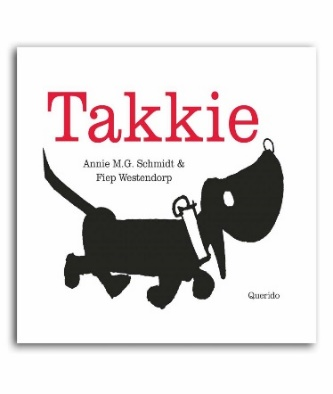 Takkie
Annie M.G. Schmidt &
Fiep Westendorp
Querido